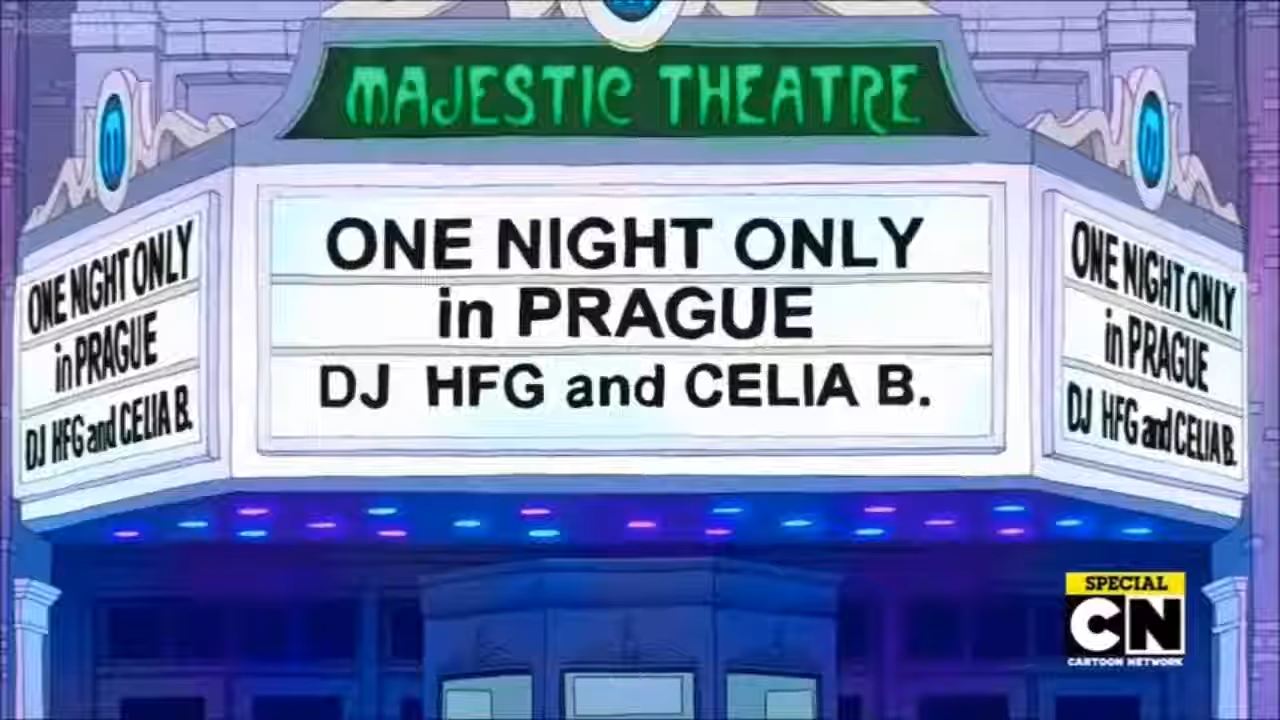 MAJESTIC THEATRE
ONE NIGHT ONLY
in PRAGUE
DJ HFG and CELIA B.
ONE NIGHT ONLY
in PRAGUE
DJ HFG and CELIA B.
ONE NIGHT ONLY
in PRAGUE
DJ HFG and CELIA B.
SPECIAL
CN
CARTOON NETWORK